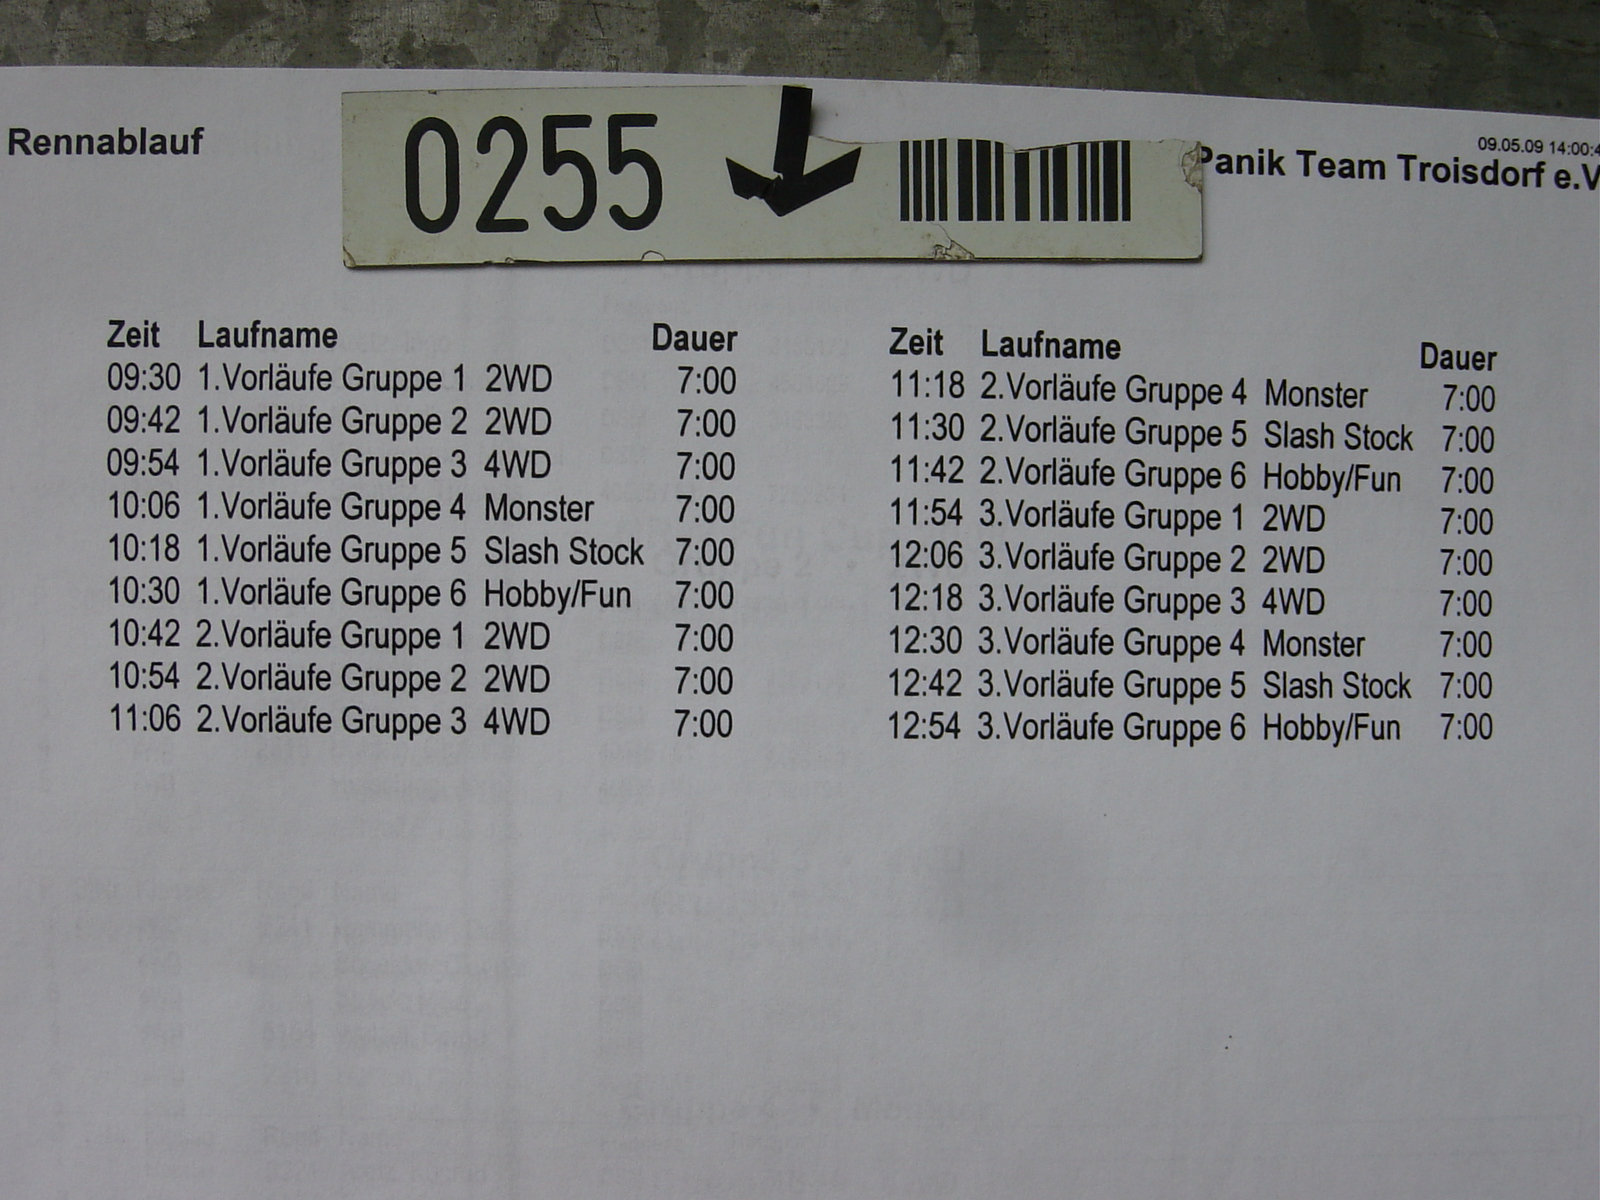 Rennablauf
0255
09.05.09 14:00:4
Panik Team Troisdorf e.V
Zeit Laufname Dauer
09:30 1.Vorläufe Gruppe 1 2WD 7:00
09:42 1.Vorläufe Gruppe 2 2WD 7:00
09:54 1.Vorläufe Gruppe 3 4WD 7:00
10:06 1.Vorläufe Gruppe 4 Monster 7:00
10:18 1.Vorläufe Gruppe 5 Slash Stock 7:00
10:30 1.Vorläufe Gruppe 6 Hobby/Fun 7:00
10:42 2.Vorläufe Gruppe 1 2WD 7:00
10:54 2.Vorläufe Gruppe 2 2WD 7:00
11:06 2.Vorläufe Gruppe 3 4WD 7:00
Zeit Laufname Dauer
11:18 2.Vorläufe Gruppe 4 Monster 7:00
11:30 2.Vorläufe Gruppe 5 Slash Stock 7:00
11:42 2.Vorläufe Gruppe 6 Hobby/Fun 7:00
11:54 3.Vorläufe Gruppe 1 2WD 7:00
12:06 3.Vorläufe Gruppe 2 2WD 7:00
12:18 3.Vorläufe Gruppe 3 4WD 7:00
12:30 3.Vorläufe Gruppe 4 Monster 7:00
12:42 3.Vorläufe Gruppe 5 Slash Stock 7:00
12:54 3.Vorläufe Gruppe 6 Hobby/Fun 7:00